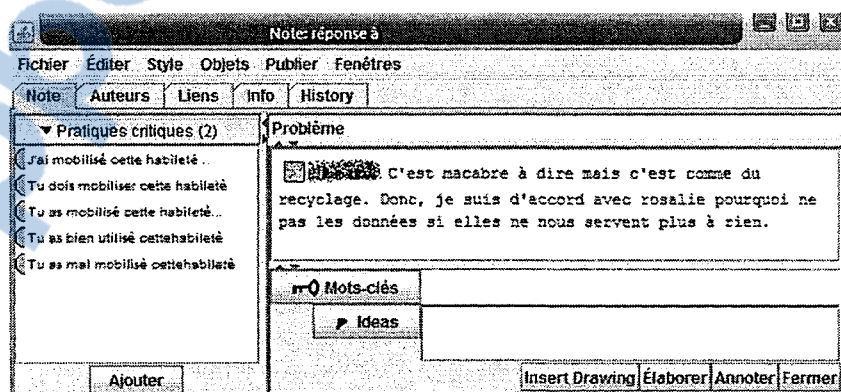 Note: réponse à
Fichier Éditer Style Objets Publier Fenêtres
Note Auteurs Liens Info History
Pratiques critiques (2)
J'ai mobilisé cette habileté ..
Tu dois mobiliser cette habileté
Tu as mobilisé cette habileté...
Tu as bien utilisé cettehabileté
Tu as mal mobilisé cettehabileté
Ajouter
Problème
C'est macabre à dire mais c'est comme du
recyclage. Donc, je suis d'accord avec rosalie pourquoi ne
pas les données si elles ne nous servent plus à rien.
Mots-clés
Ideas
Insert Drawing Élaborer Annoter Fermer